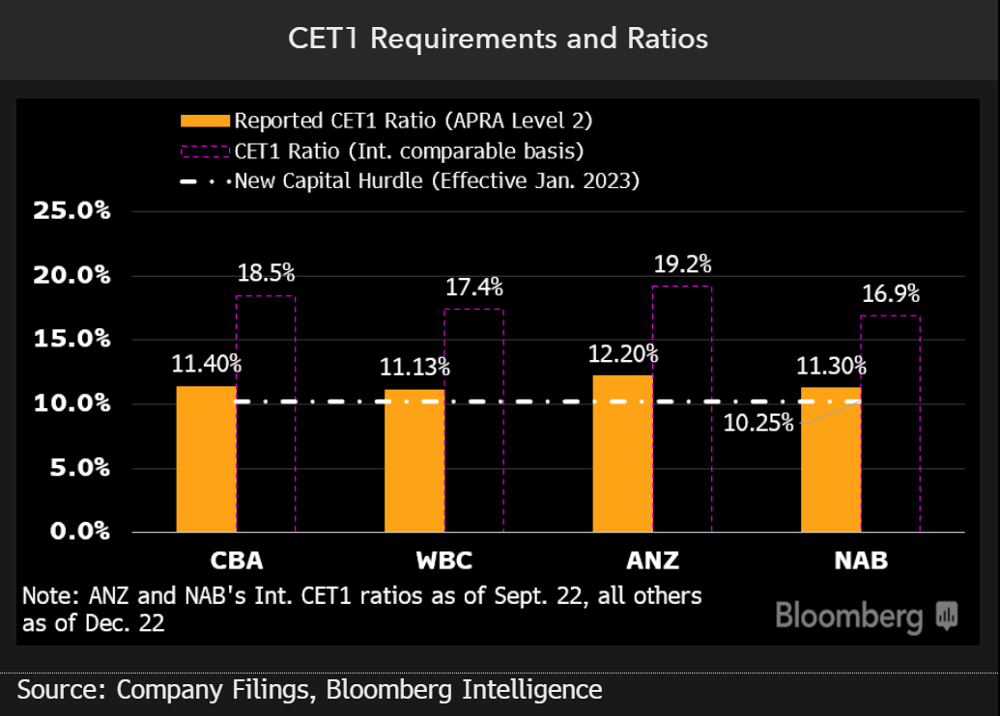 CET1 Requirements and Ratios
Reported CET1 Ratio (APRA Level 2)
CET1 Ratio (Int. comparable basis)
New Capital Hurdle (Effective Jan. 2023)
25.0%
20.0%
15.0%
10.0%
5.0%
0.0%
11.40%
18.5%
11.13%
17.4%
12.20%
19.2%
11.30%
16.9%
10.25%
CBA
WBC
ANZ
NAB
Note: ANZ and NAB's Int. CET1 ratios as of Sept. 22, all others
as of Dec. 22
Bloomberg
Source: Company Filings, Bloomberg Intelligence